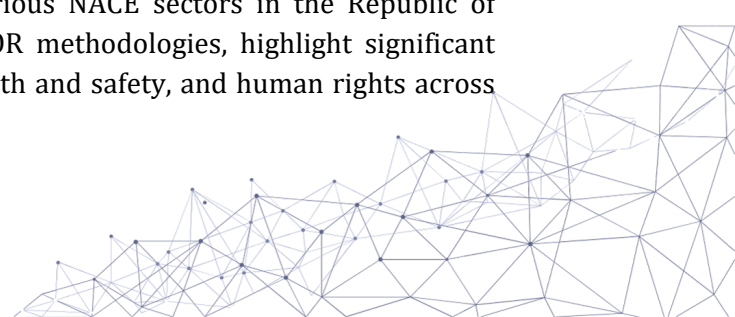 NACE sectors in the Republic of
methodologies, highlight significant
and safety, and human rights across